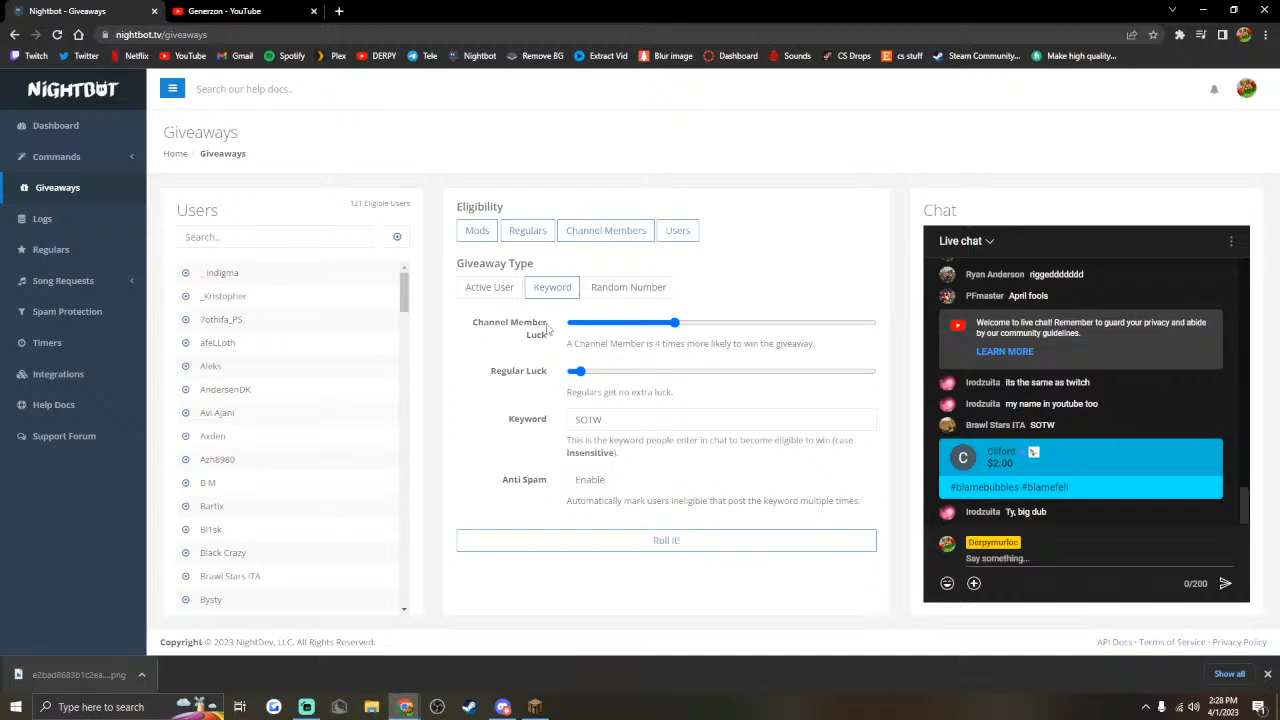 Nightbot - Giveaways
Generzon - YouTube
nightbot.tv/giveaways
Twitch
Twitter
Netflix
YouTube
Gmail
Spotify
Plex
DERPY
Tele
Nightbot
Remove BG
Extract Vid
Blur image
Dashboard
Sounds
CS Drops
cs stuff
Steam Community...
Make high quality...
NiGHTBOT
Search our help docs..
Dashboard
Commands
Giveaways
Logs
Regulars
Song Requests
Spam Protection
Timers
Integrations
Help Docs
Support Forum
Giveaways
Home / Giveaways
Users
121 Eligible Users
Search..
_ indigma
_Kristopher
7othifa_PS
afeLLoth
Aleks
AndersenDK
Avi Ajani
Axden
Azh8980
B M
Bartix
Bl1sk
Black Crazy
Brawl Stars ITA
Bysty
Eligibility
Mods
Regulars
Channel Members
Users
Giveaway Type
Active User
Keyword
Random Number
Channel Member
Luck
A Channel Member is 4 times more likely to win the giveaway.
Regular Luck
Regulars get no extra luck.
Keyword
SOTW
This is the keyword people enter in chat to become eligible to win (case
insensitive).
Anti Spam
Enable
Automatically mark users ineligible that post the keyword multiple times.
Roll It!
Chat
Live chat
Ryan Anderson riggeddddddd
PFmaster April fools
Welcome to live chat! Remember to guard your privacy and abide
by our community guidelines.
LEARN MORE
Irodzuita its the same as twitch
Irodzuita my name in youtube too
Brawl Stars ITA SOTW
C
Cliford
$2.00
#blamebubbles #blamefeli
Irodzuita Ty, big dub
Derpymurloc
Say something...
0/200
Copyright © 2023 NightDev, LLC. All Rights Reserved.
API Docs · Terms of Service · Privacy Policy
e2bad8683b1c2ea....png
Show all
Type here to search
2:28 PM
4/1/2023